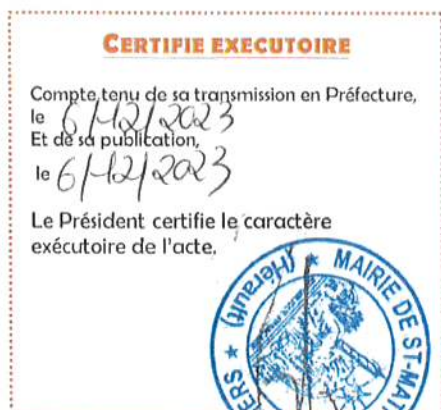 CERTIFIE EXECUTOIRE
Compte tenu de sa transmission en Préfecture,
le 6/12/2023
Et de sa publication,
le 6/12/2023
Le Président certifie le caractère
exécutoire de l'acte.
MAIRIE DE ST-MAT
ERS
(Hérault)